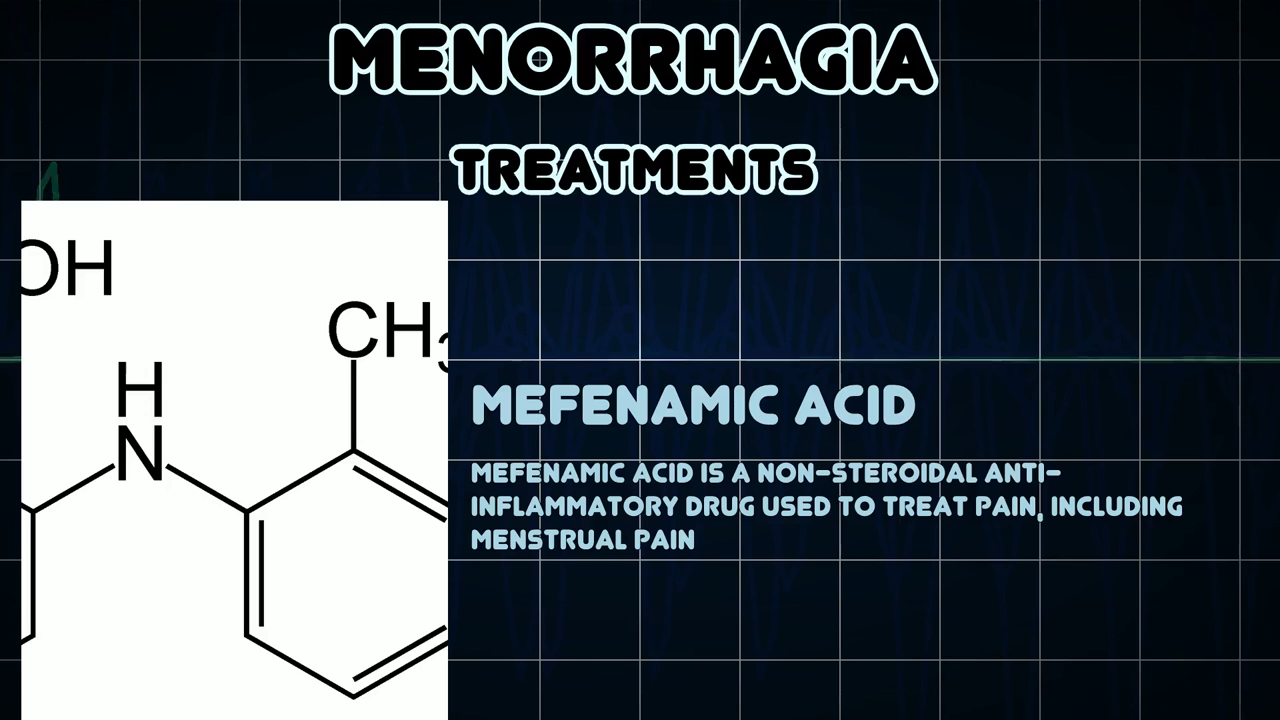 MENORRHAGIA
TREATMENTS
OH
CH3
H
N
MEFENAMIC ACID
MEFENAMIC ACID IS A NON-STEROIDAL ANTI-
INFLAMMATORY DRUG USED TO TREAT PAIN, INCLUDING
MENSTRUAL PAIN